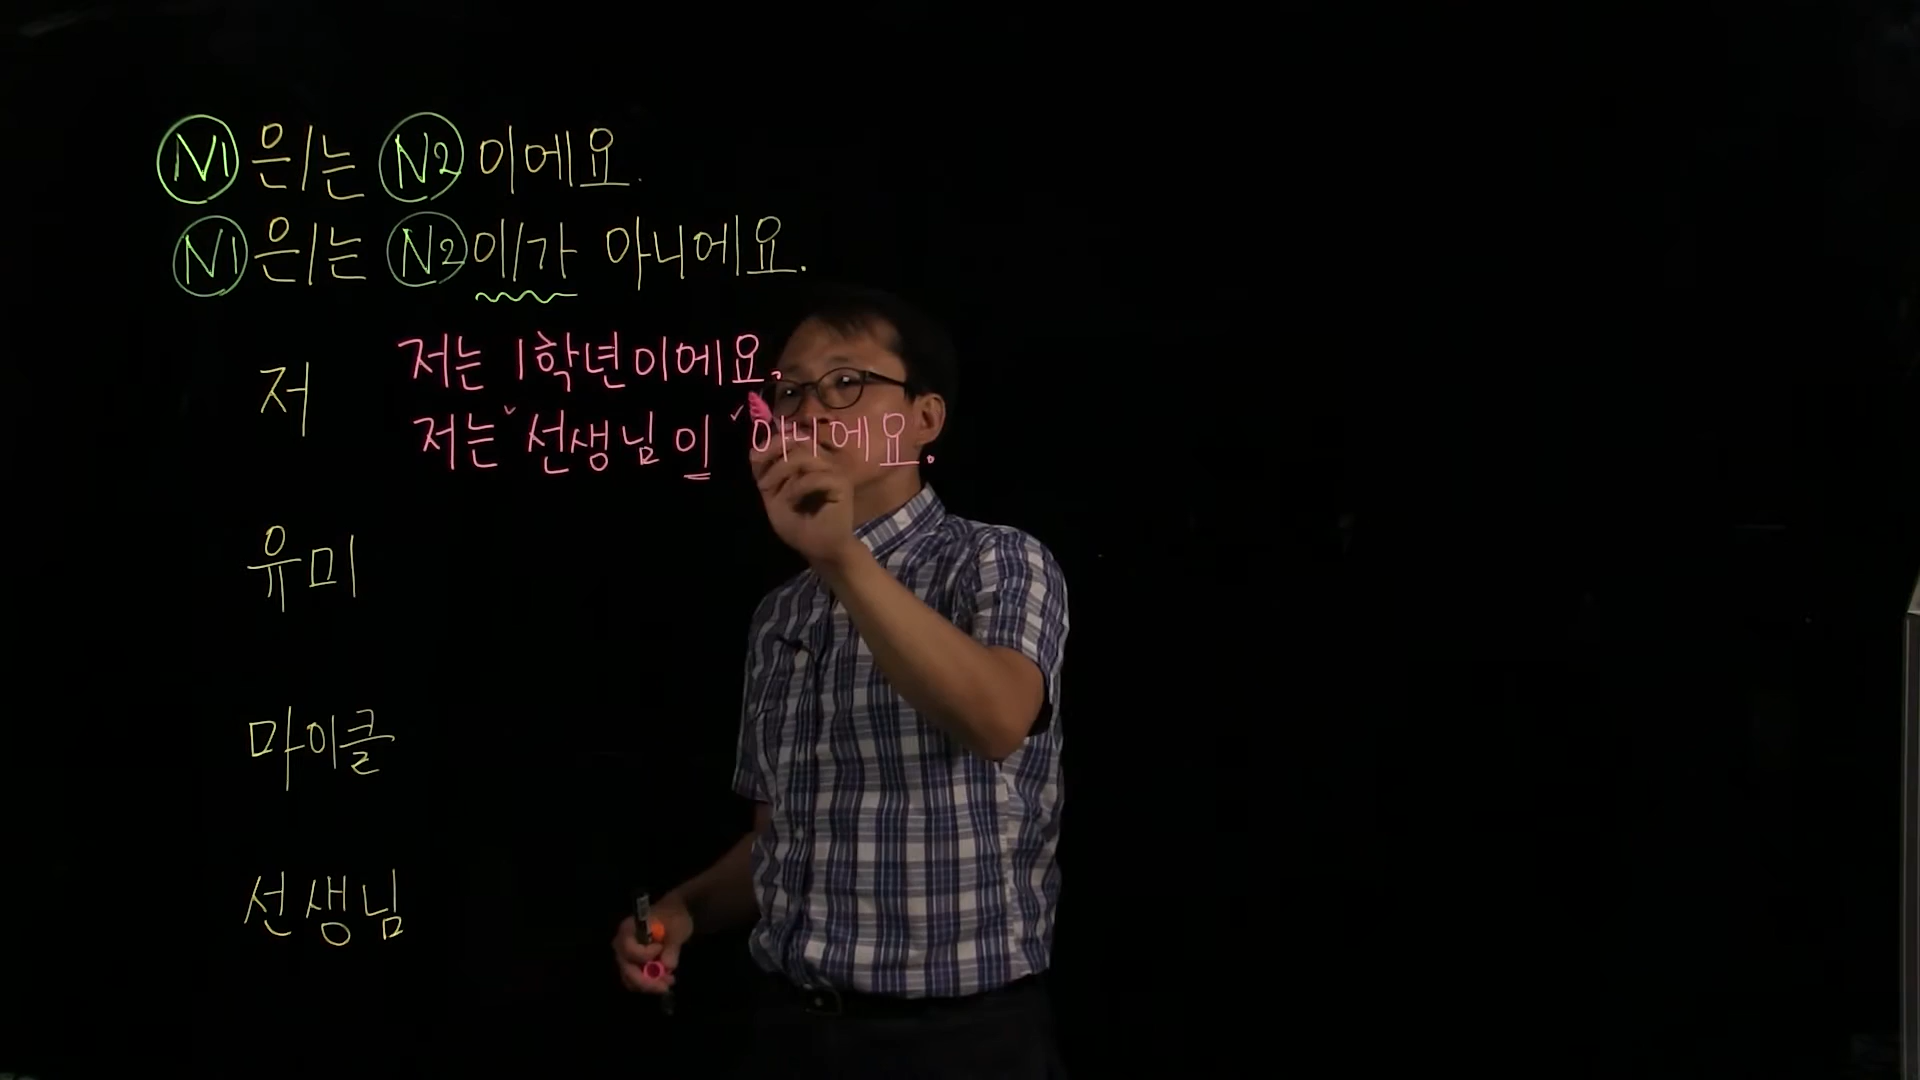 N1 은/는 N2 이에요.
N1 은/는 N2 이/가 아니에요.
저
저는 1학년이에요.
저는 선생님이 아니에요.
유미
마이클
선생님